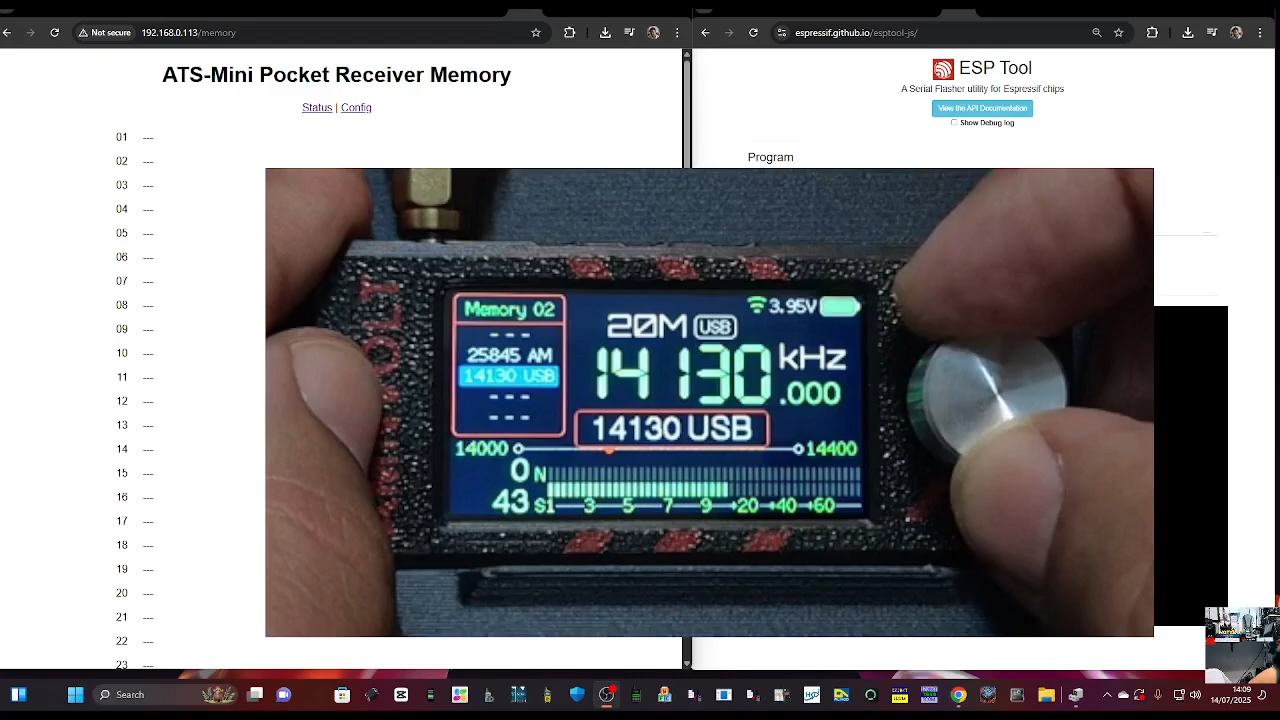 Not secure 192.168.0.113/memory
espressif.github.io/esptool-js/
ATS-Mini Pocket Receiver Memory
Status | Config
ESP Tool
A Serial Flasher utility for Espressif chips
View the API Documentation
Show Debug log
Program
01 ---
02 ---
03 ---
04 ---
05 ---
06 ---
07 ---
08 ---
09 ---
10 ---
11 ---
12 ---
13 ---
14 ---
15 ---
16 ---
17 ---
18 ---
19 ---
20 ---
21 ---
22 ---
23 ---
Memory 02
- - -
25845 AM
14130 USB
- - -
- - -
3.95V
20M USB
14130 kHz
.000
14130 USB
14000 14400
0 N
43 S1 3 5 7 9 +20 +40 +60
Search
14:09
14/07/2025